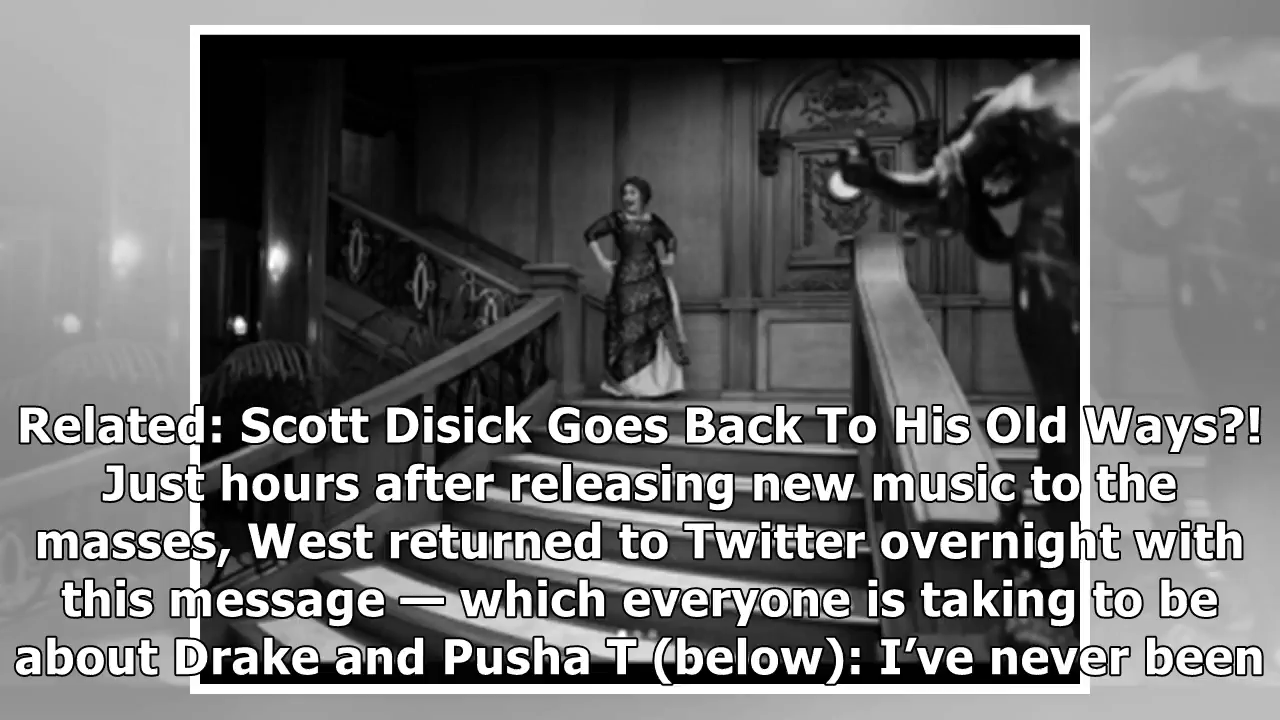 Related: Scott Disick Goes Back To His Old Ways?!
Just hours after releasing new music to the
masses, West returned to Twitter overnight with
this message — which everyone is taking to be
about Drake and Pusha T (below): I’ve never been